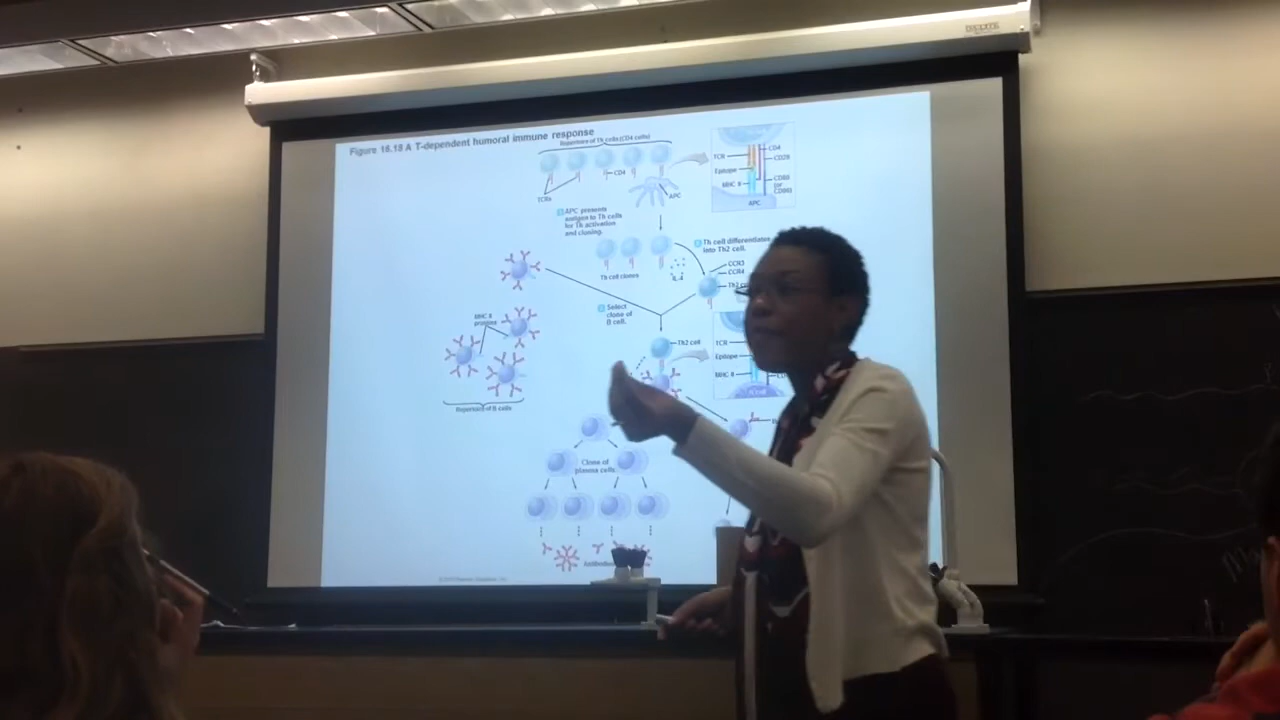 Figure 16.18 A T-dependent humoral immune response
Repertoire of Th cells (CD4 cells)
CD4
TCRs
APC
TCR
Epitope
MHC II
CD4
CD28
CD80
(or
CD86)
APC
APC presents
antigen to Th cells
for Th activation
and cloning.
Th cell clones
IL-4
Th cell differentiates
into Th2 cell.
CCR3
CCR4
Th2
Select
clone of
B cell.
MHC II
proteins
Repertoire of B cells
Th2 cell
TCR
Epitope
MHC II
Clone of
plasma cells